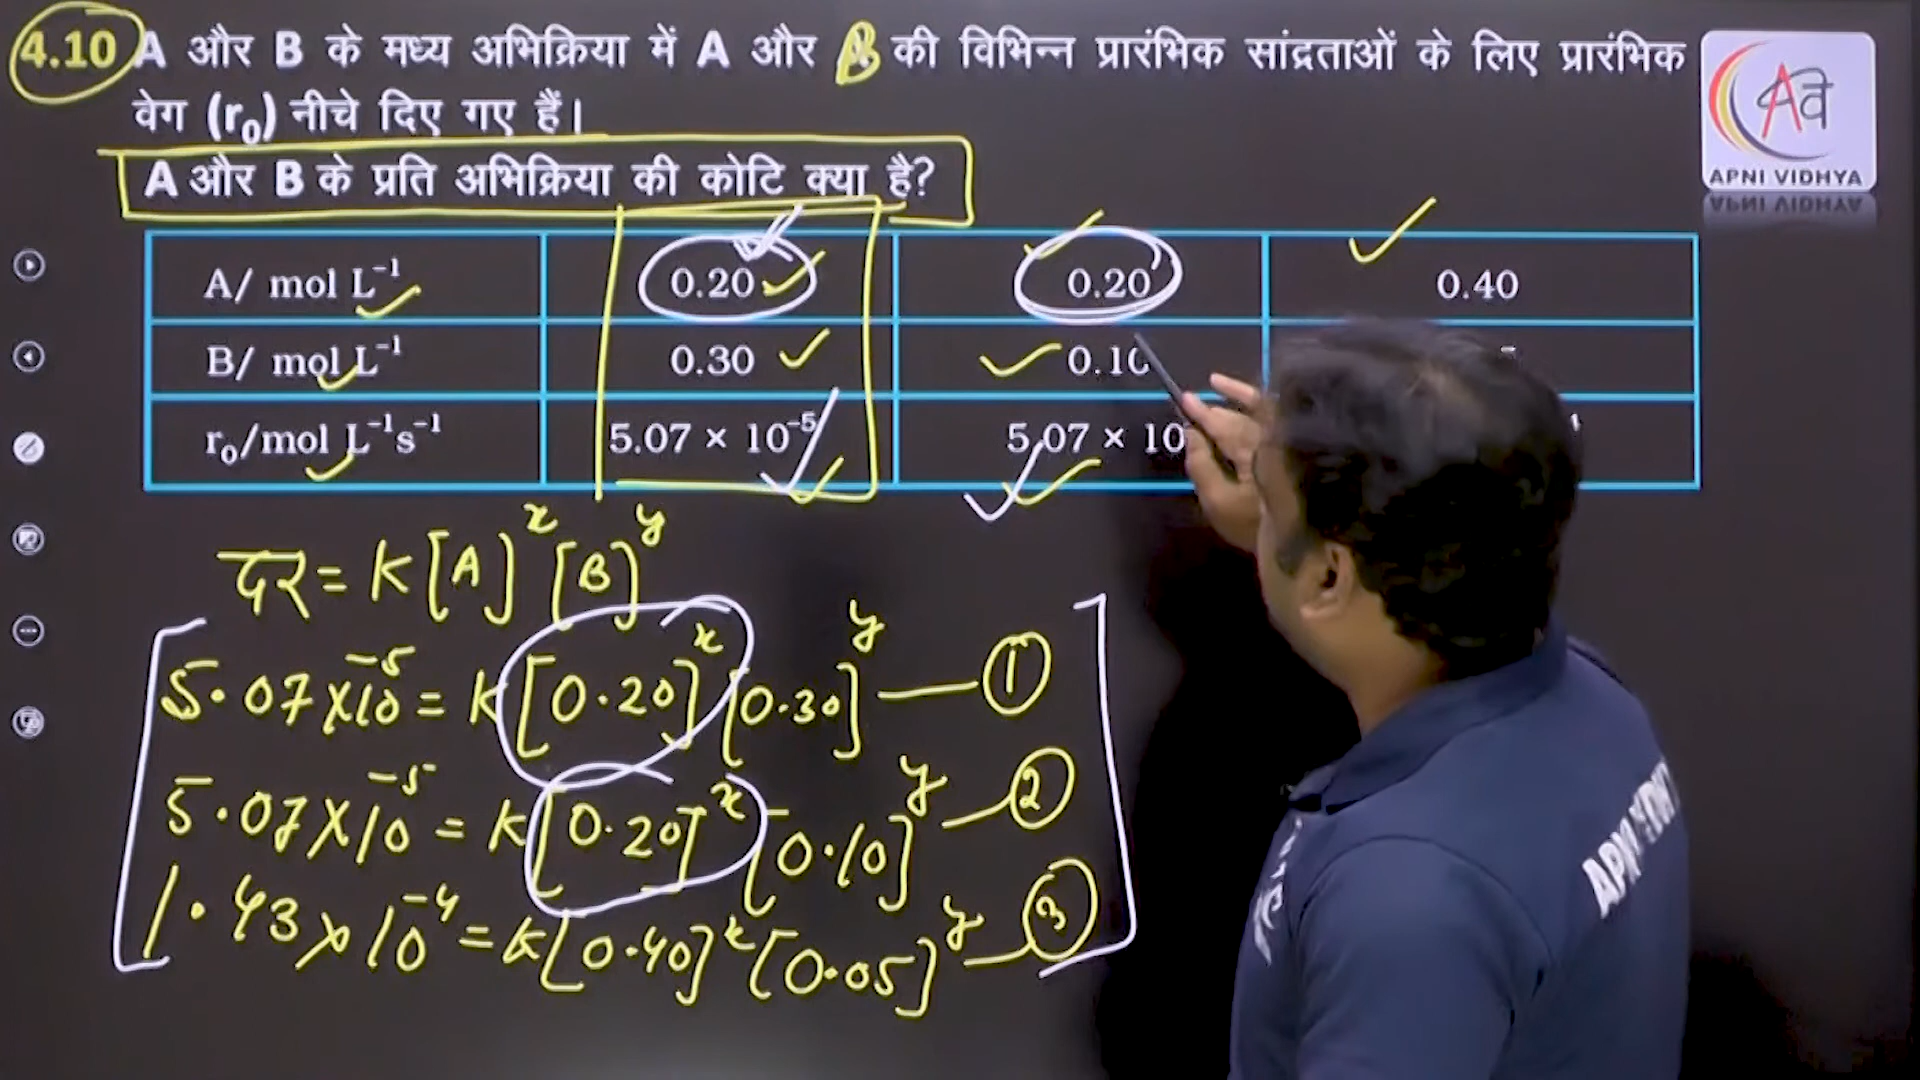 4.10 A और B के मध्य अभिक्रिया में A और B की विभिन्न प्रारंभिक सांद्रताओं के लिए प्रारंभिक
वेग (r₀) नीचे दिए गए हैं।
A और B के प्रति अभिक्रिया की कोटि क्या है?
APNI VIDHYA
A/ mol L⁻¹ 0.20 0.20 0.40
B/ mol L⁻¹ 0.30 0.10
r₀/mol L⁻¹s⁻¹ 5.07 × 10⁻⁵ 5.07 × 10
दर = K[A]ˣ[B]ʸ
5.07×10⁻⁵ = K[0.20]ˣ[0.30]ʸ — ①
5.07×10⁻⁵ = K[0.20]ˣ[0.10]ʸ — ②
1.43×10⁻⁴ = K[0.40]ˣ[0.05]ʸ — ③